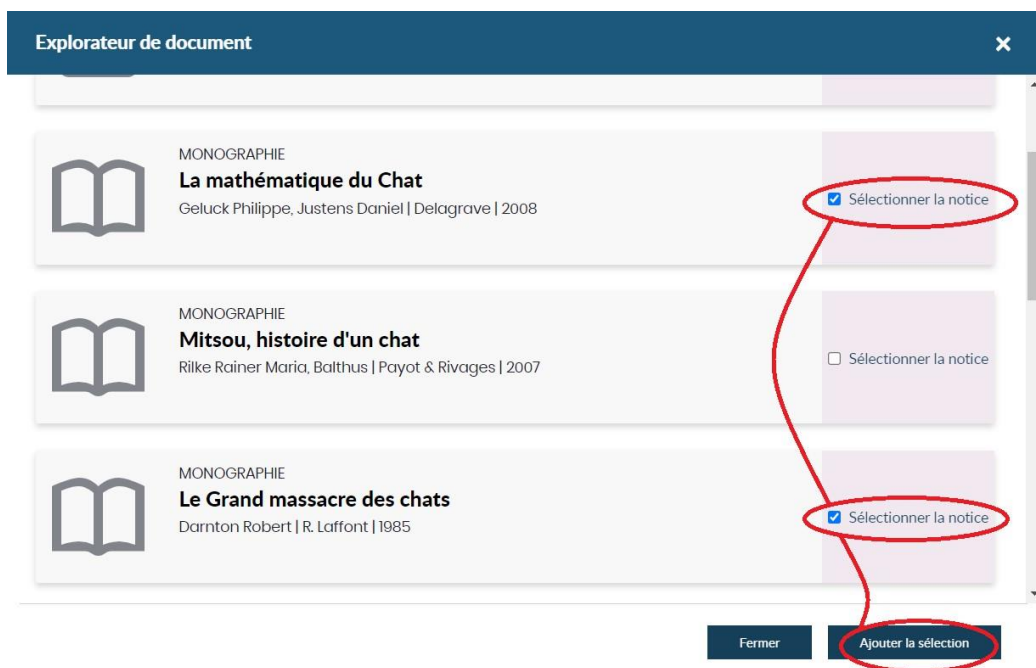 Explorateur de document
MONOGRAPHIE
La mathématique du Chat
Geluck Philippe, Justens Daniel | Delagrave | 2008
Sélectionner la notice
MONOGRAPHIE
Mitsou, histoire d'un chat
Rilke Rainer Maria, Balthus | Payot & Rivages | 2007
Sélectionner la notice
MONOGRAPHIE
Le Grand massacre des chats
Darnton Robert | R. Laffont | 1985
Sélectionner la notice
Fermer
Ajouter la sélection